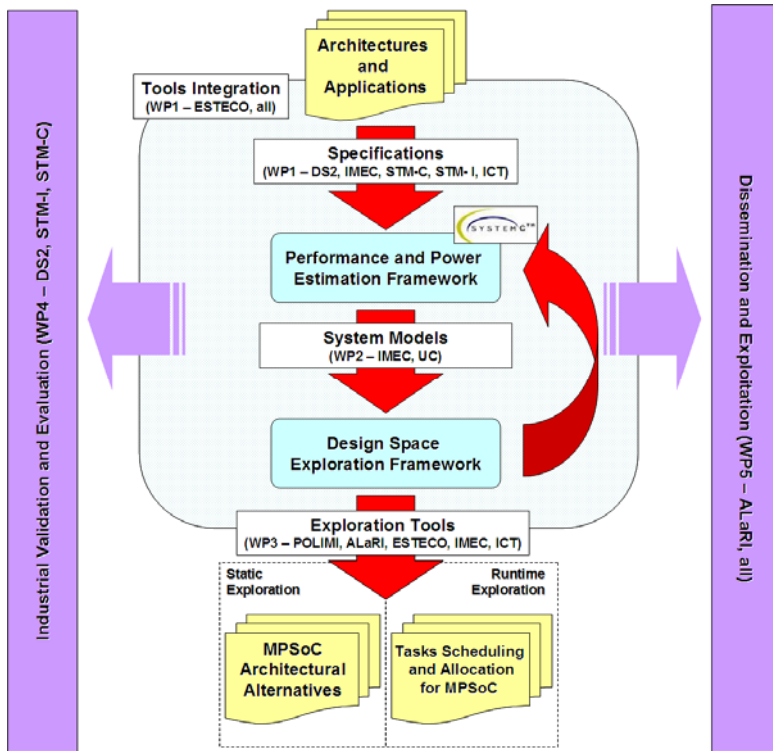 Architectures
and
Applications
Tools Integration
(WP1 – ESTECO, all)
Specifications
(WP1 – DS2, IMEC, STM-C, STM- I, ICT)
SYSTEM C™
Performance and Power
Estimation Framework
System Models
(WP2 – IMEC, UC)
Design Space
Exploration Framework
Exploration Tools
(WP3 – POLIMI, ALaRI, ESTECO, IMEC, ICT)
Static
Exploration
Runtime
Exploration
MPSoC
Architectural
Alternatives
Tasks Scheduling
and Allocation
for MPSoC
Industrial Validation and Evaluation (WP4 – DS2, STM-I, STM-C)
Dissemination and Exploitation (WP5 – ALaRI, all)